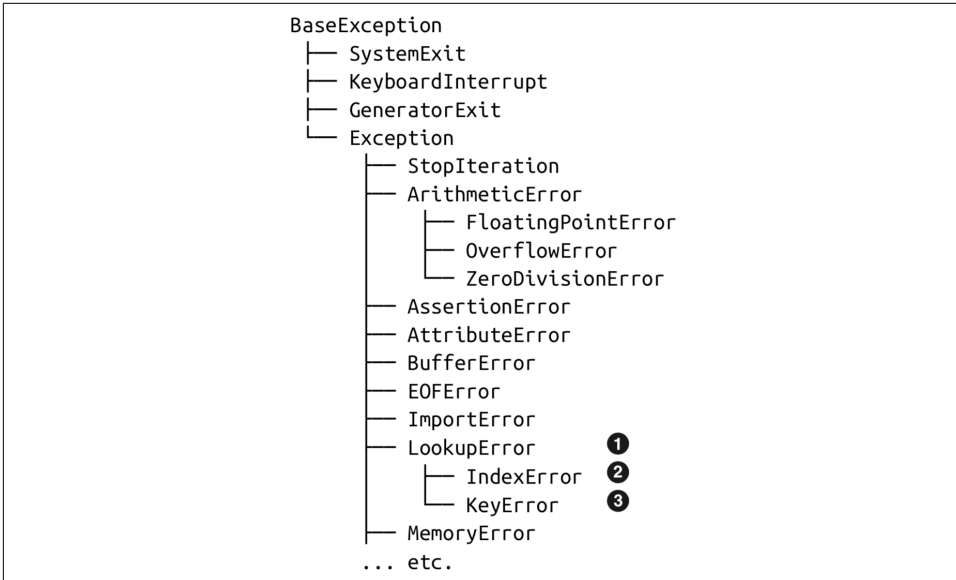 BaseException
├── SystemExit
├── KeyboardInterrupt
├── GeneratorExit
└── Exception
    ├── StopIteration
    ├── ArithmeticError
    │   ├── FloatingPointError
    │   ├── OverflowError
    │   └── ZeroDivisionError
    ├── AssertionError
    ├── AttributeError
    ├── BufferError
    ├── EOFError
    ├── ImportError
    ├── LookupError ❶
    │   ├── IndexError ❷
    │   └── KeyError ❸
    ├── MemoryError
    ... etc.